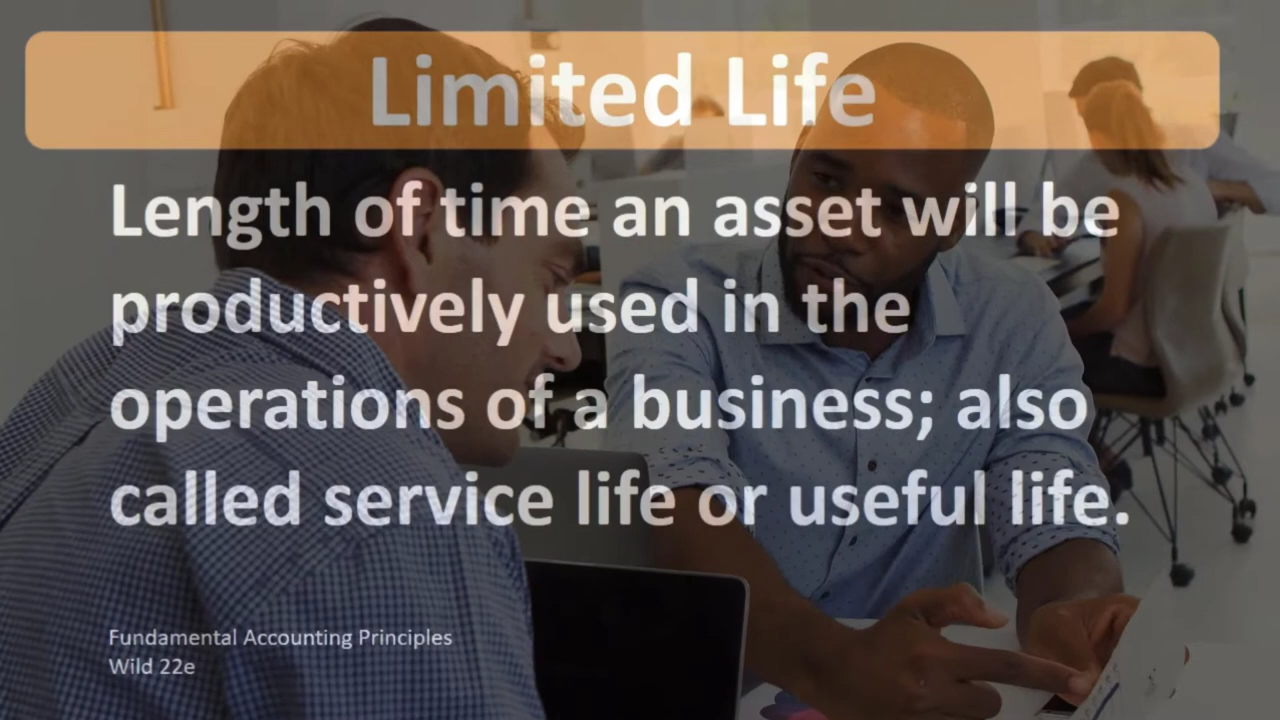 Limited Life
Length of time an asset will be
productively used in the
operations of a business; also
called service life or useful life.
Fundamental Accounting Principles
Wild 22e